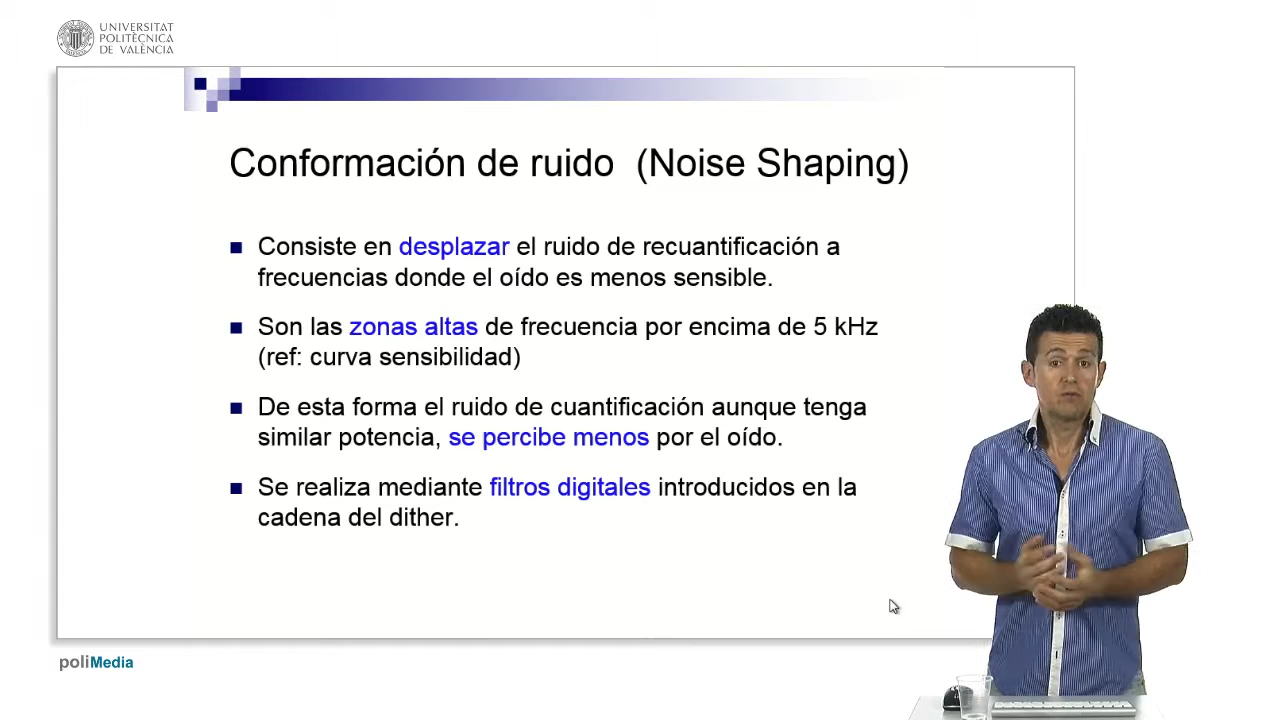 UNIVERSITAT
POLITÈCNICA
DE VALÈNCIA
Conformación de ruido (Noise Shaping)
Consiste en desplazar el ruido de recuantificación a
frecuencias donde el oído es menos sensible.
Son las zonas altas de frecuencia por encima de 5 kHz
(ref: curva sensibilidad)
De esta forma el ruido de cuantificación aunque tenga
similar potencia, se percibe menos por el oído.
Se realiza mediante filtros digitales introducidos en la
cadena del dither.
poliMedia